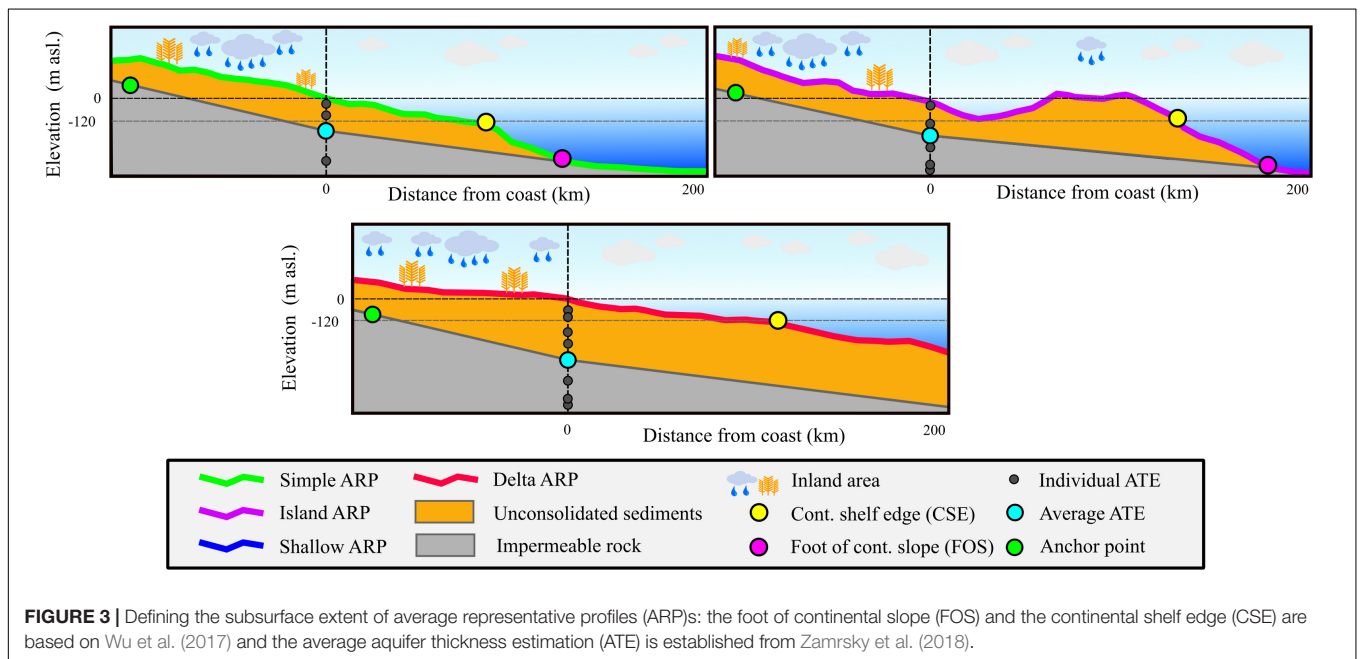 Elevation (m asl.)
0
-120
0
200
Distance from coast (km)
0
200
Distance from coast (km)
Elevation (m asl.)
0
-120
0
200
Distance from coast (km)
Simple ARP
Delta ARP
Inland area
Individual ATE
Island ARP
Unconsolidated sediments
Cont. shelf edge (CSE)
Average ATE
Shallow ARP
Impermeable rock
Foot of cont. slope (FOS)
Anchor point
FIGURE 3 | Defining the subsurface extent of average representative profiles (ARP)s: the foot of continental slope (FOS) and the continental shelf edge (CSE) are
based on Wu et al. (2017) and the average aquifer thickness estimation (ATE) is established from Zamrsky et al. (2018).